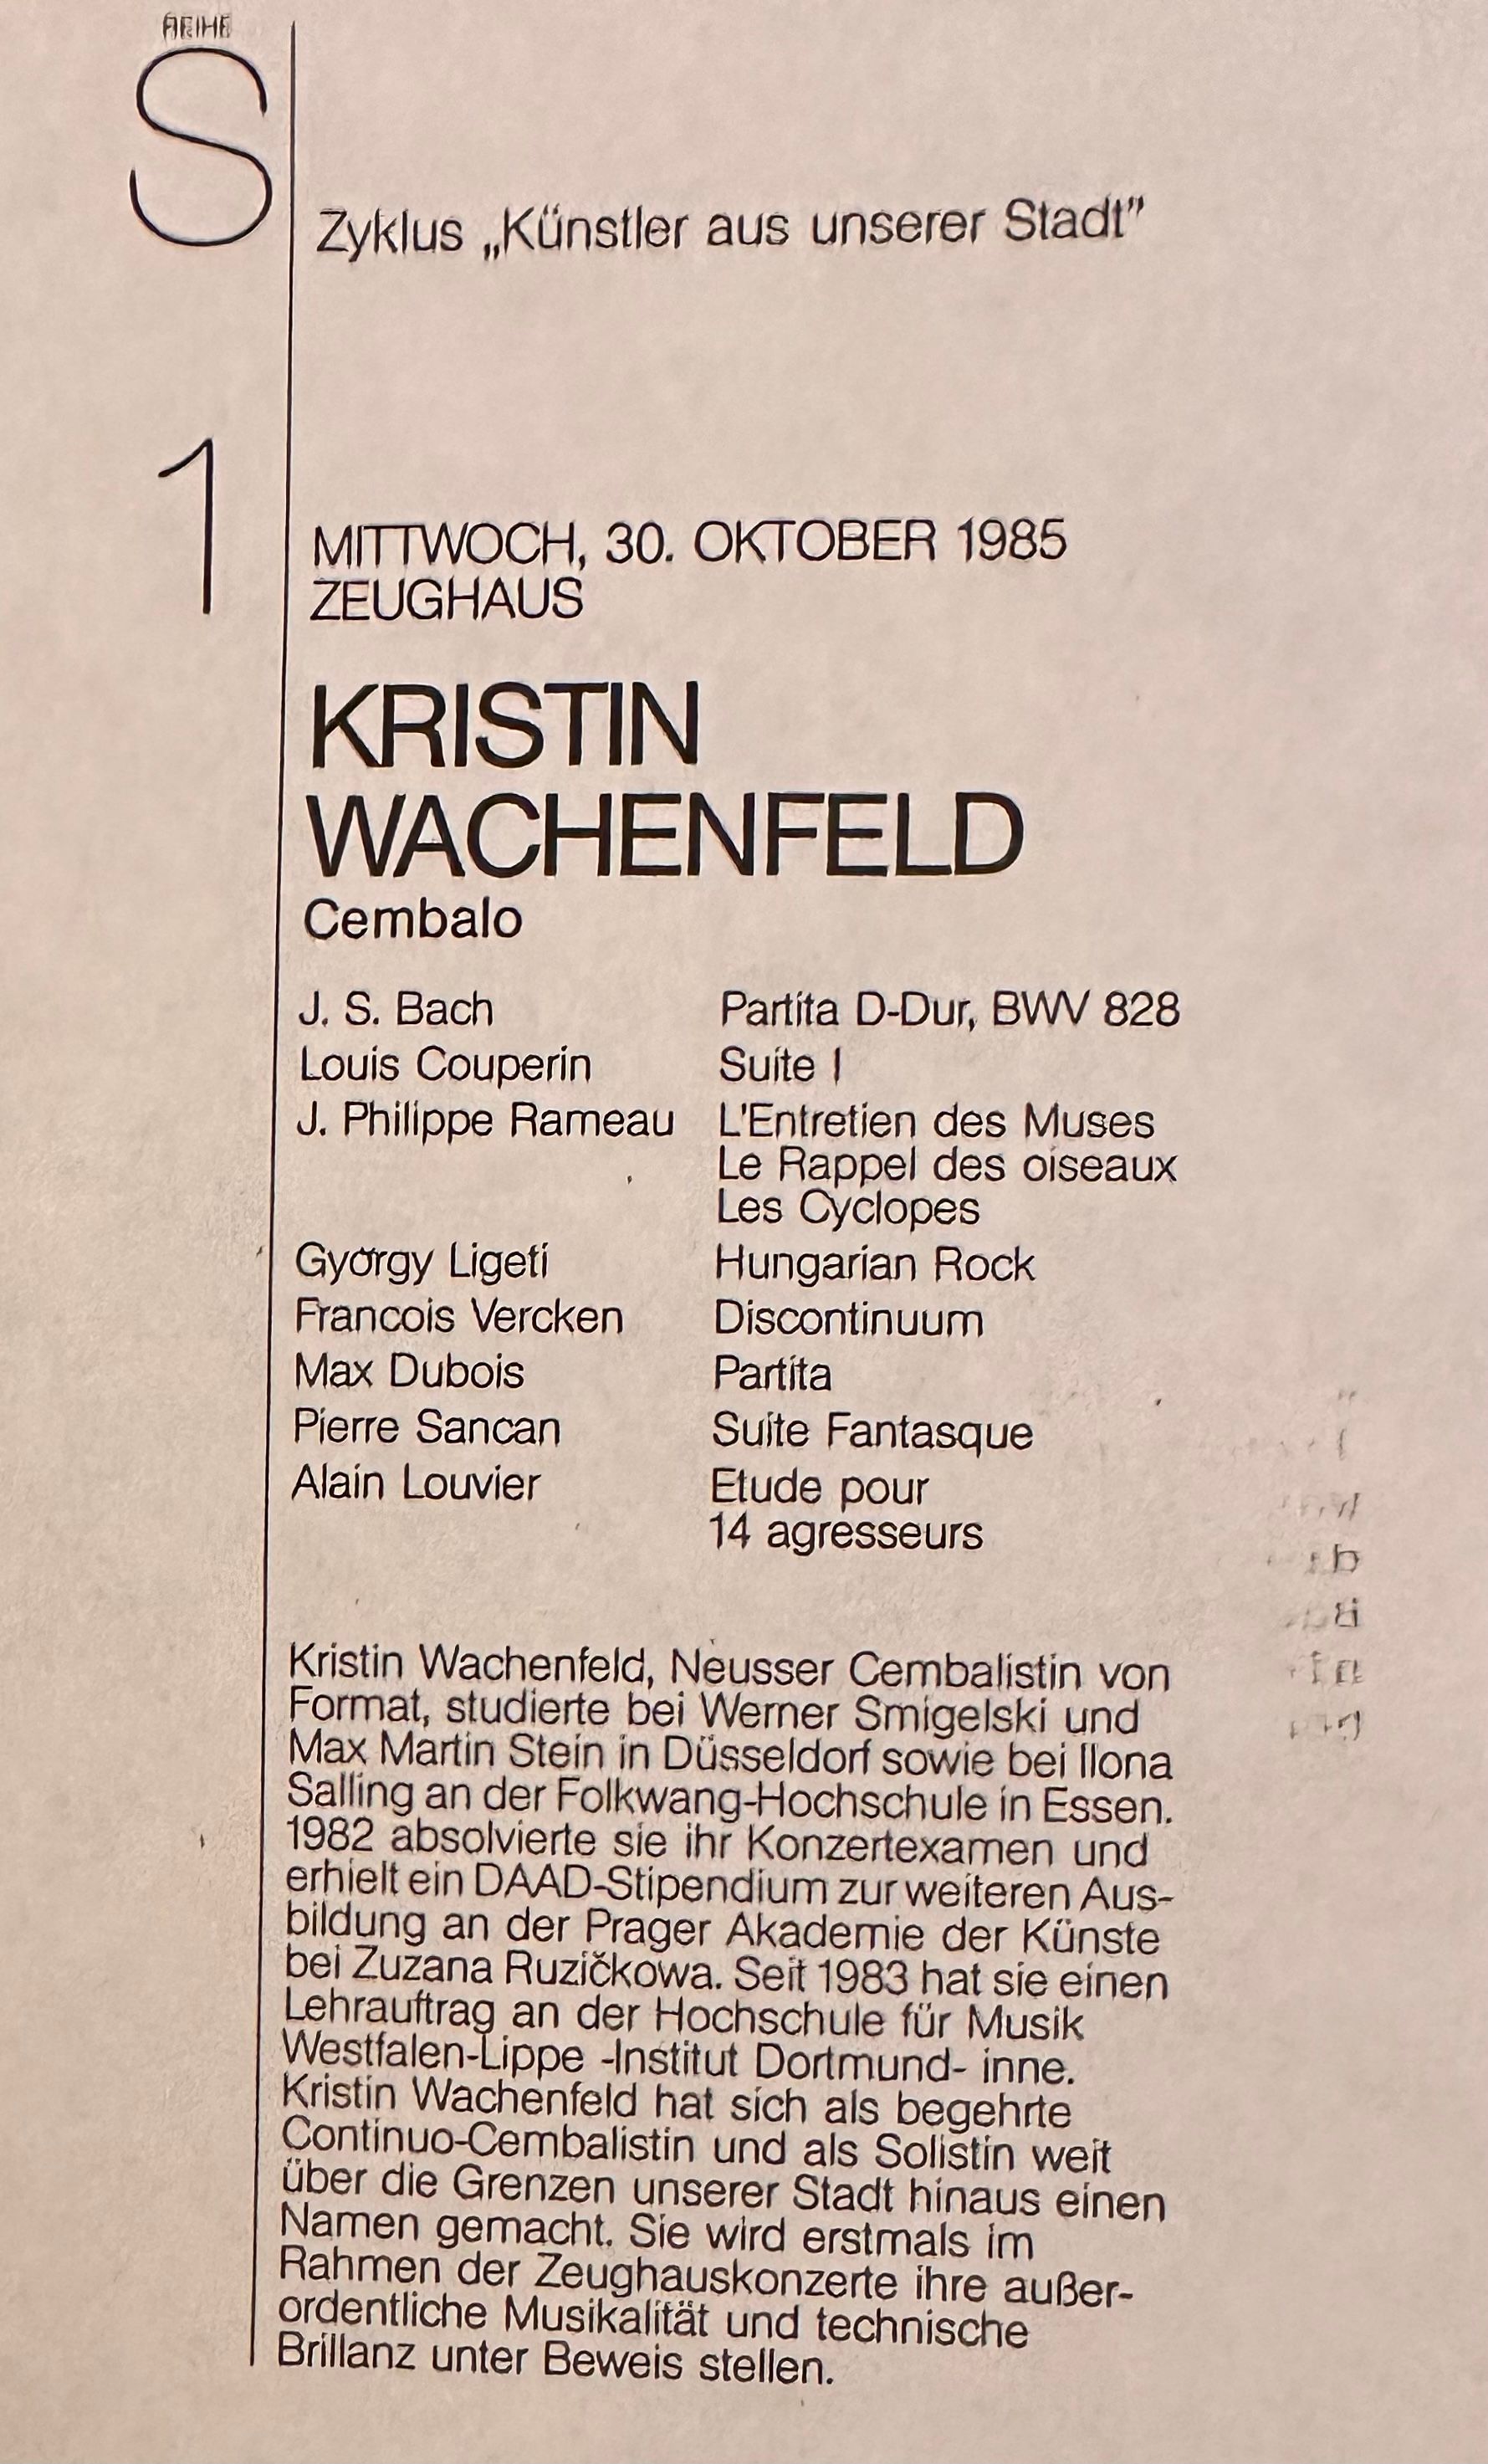 REIHE
S
Zyklus „Künstler aus unserer Stadt”
1
MITTWOCH, 30. OKTOBER 1985
ZEUGHAUS
KRISTIN
WACHENFELD
Cembalo
J. S. Bach Partita D-Dur, BWV 828
Louis Couperin Suite I
J. Philippe Rameau L'Entretien des Muses
Le Rappel des oiseaux
Les Cyclopes
György Ligeti Hungarian Rock
Francois Vercken Discontinuum
Max Dubois Partita
Pierre Sancan Suite Fantasque
Alain Louvier Etude pour
14 agresseurs
Kristin Wachenfeld, Neusser Cembalistin von
Format, studierte bei Werner Smigelski und
Max Martin Stein in Düsseldorf sowie bei Ilona
Salling an der Folkwang-Hochschule in Essen.
1982 absolvierte sie ihr Konzertexamen und
erhielt ein DAAD-Stipendium zur weiteren Aus-
bildung an der Prager Akademie der Künste
bei Zuzana Ruzičkowa. Seit 1983 hat sie einen
Lehrauftrag an der Hochschule für Musik
Westfalen-Lippe -Institut Dortmund- inne.
Kristin Wachenfeld hat sich als begehrte
Continuo-Cembalistin und als Solistin weit
über die Grenzen unserer Stadt hinaus einen
Namen gemacht. Sie wird erstmals im
Rahmen der Zeughauskonzerte ihre außer-
ordentliche Musikalität und technische
Brillanz unter Beweis stellen.